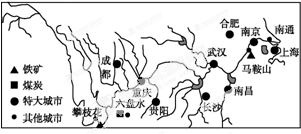 合肥
南京
南通
上海
马鞍山
武汉
成都
重庆
南昌
长沙
贵阳
六盘水
攀枝花
铁矿
煤炭
特大城市
其他城市